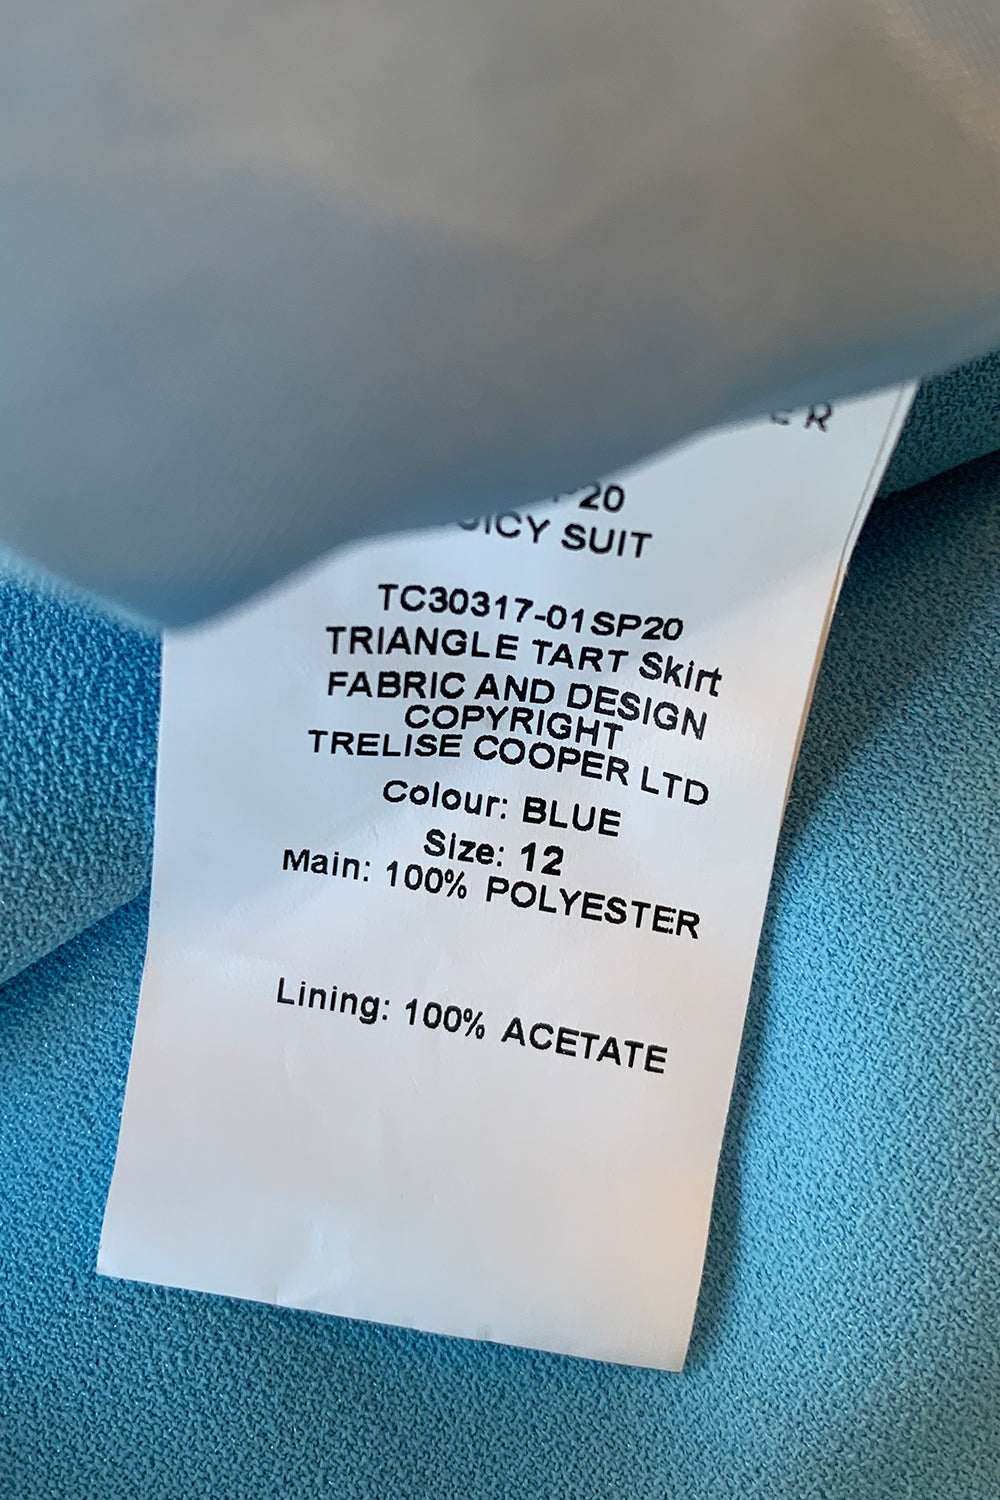 20
SUIT
TC30317-01SP20
TRIANGLE TART Skirt
FABRIC AND DESIGN
COPYRIGHT
TRELISE COOPER LTD
Colour: BLUE
Size: 12
Main: 100% POLYESTER
Lining: 100% ACETATE